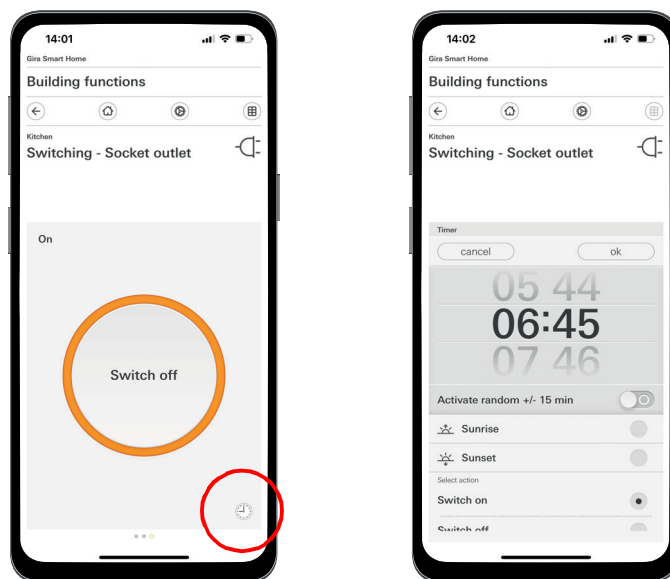 14:01
Gira Smart Home
Building functions
Kitchen
Switching - Socket outlet
On
Switch off
14:02
Gira Smart Home
Building functions
Kitchen
Switching - Socket outlet
Timer
cancel ok
05 44
06:45
07 46
Activate random +/- 15 min
Sunrise
Sunset
Select action
Switch on
Switch off